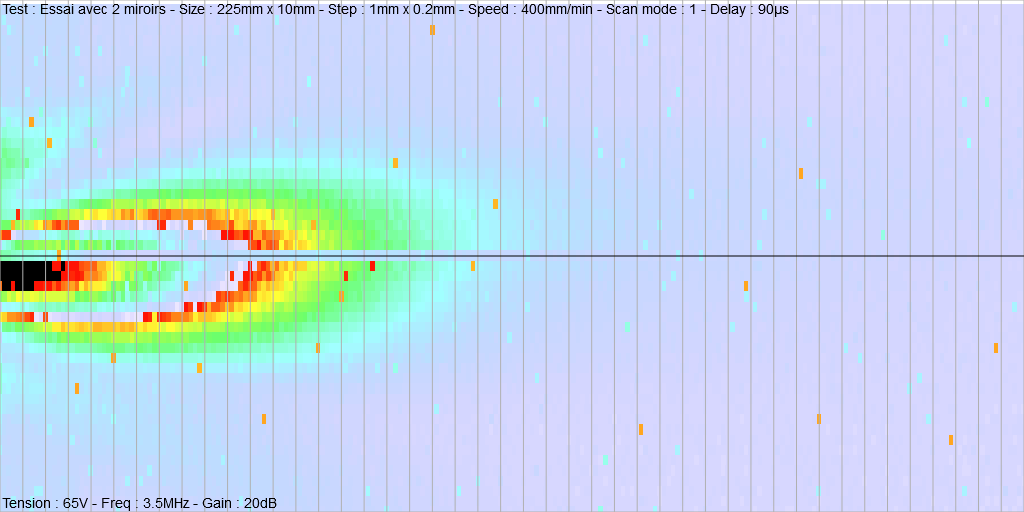 Test : Essai avec 2 miroirs - Size : 225mm x 10mm - Step : 1mm x 0.2mm - Speed : 400mm/min - Scan mode : 1 - Delay : 90µs
Tension : 65V - Freq : 3.5MHz - Gain : 20dB